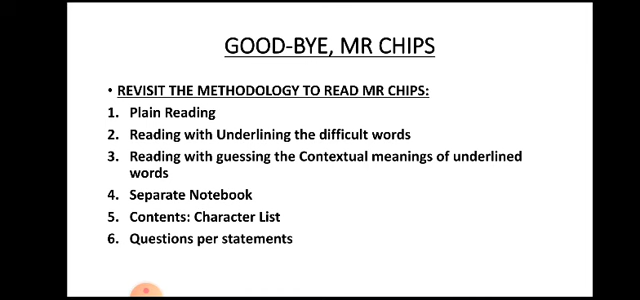 GOOD-BYE, MR CHIPS
• REVISIT THE METHODOLOGY TO READ MR CHIPS:
1. Plain Reading
2. Reading with Underlining the difficult words
3. Reading with guessing the Contextual meanings of underlined
words
4. Separate Notebook
5. Contents: Character List
6. Questions per statements